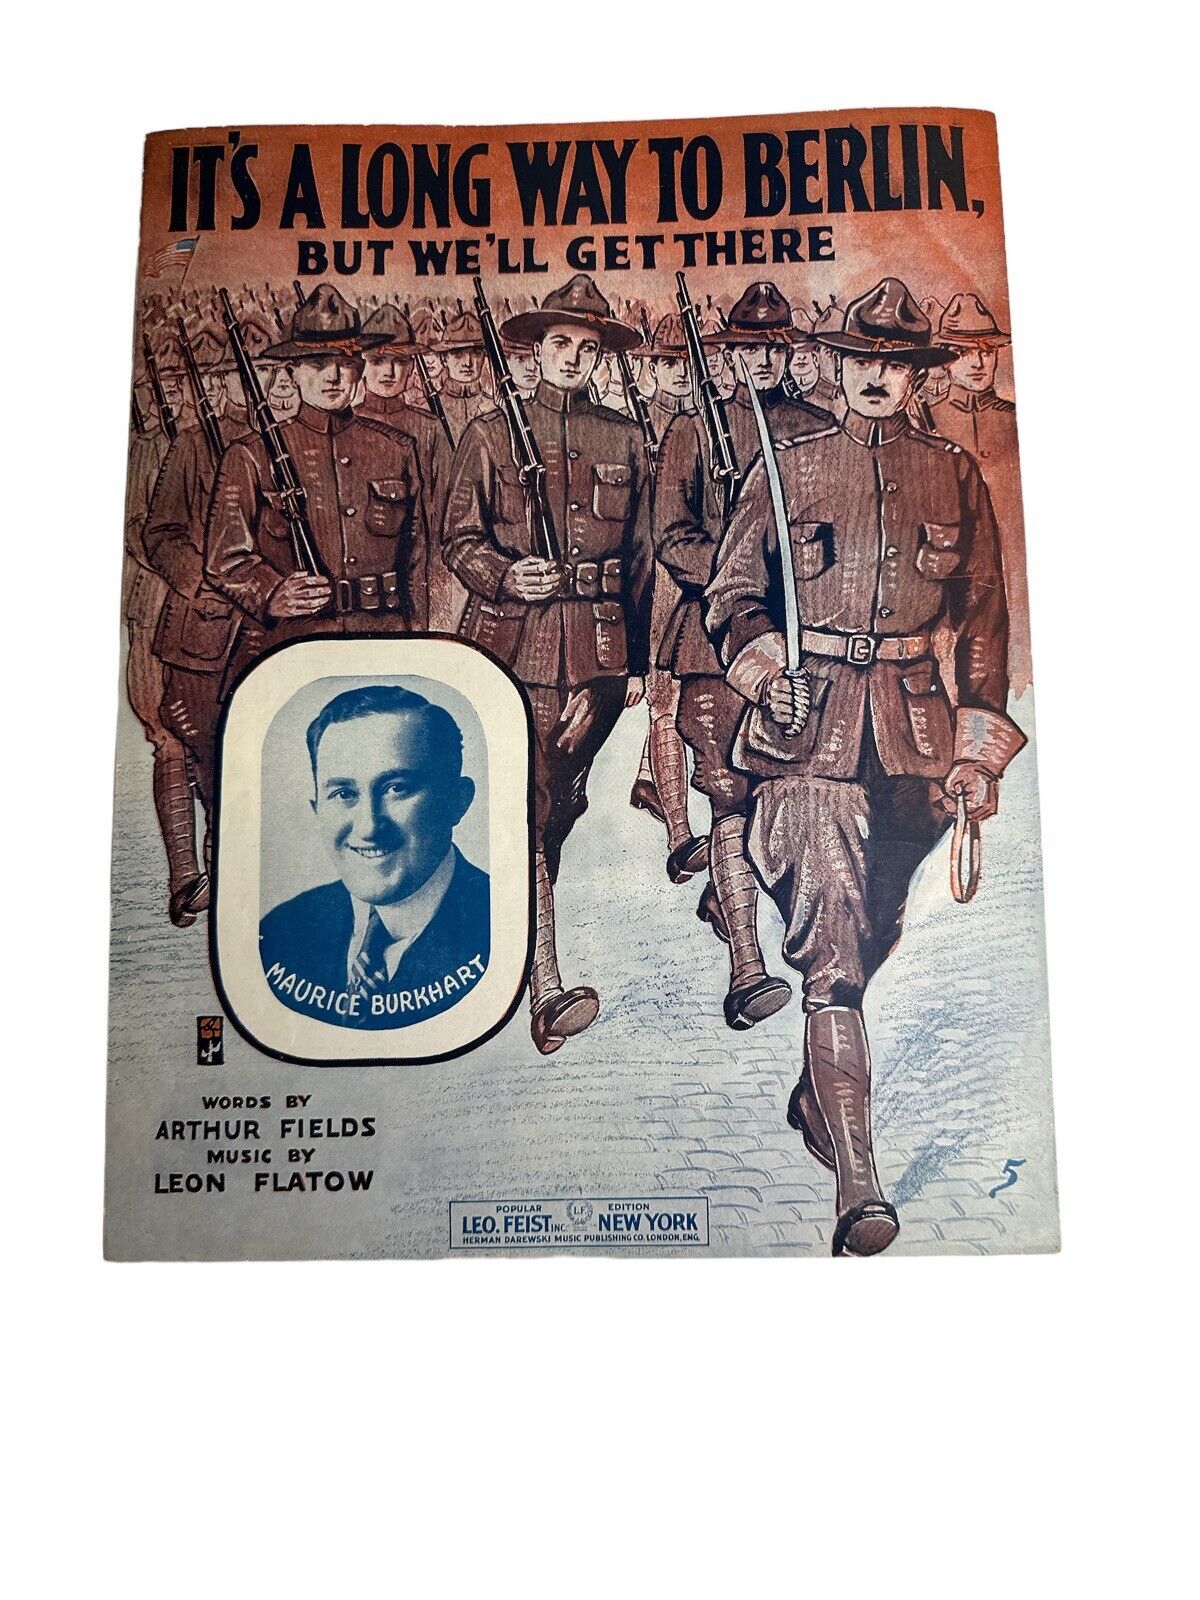 IT'S A LONG WAY TO BERLIN,
BUT WE'LL GET THERE
MAURICE BURKHART
WORDS BY
ARTHUR FIELDS
MUSIC BY
LEON FLATOW
5
POPULAR L.F. EDITION
LEO. FEIST INC. NEW YORK
HERMAN DAREWSKI MUSIC PUBLISHING CO. LONDON, ENG.